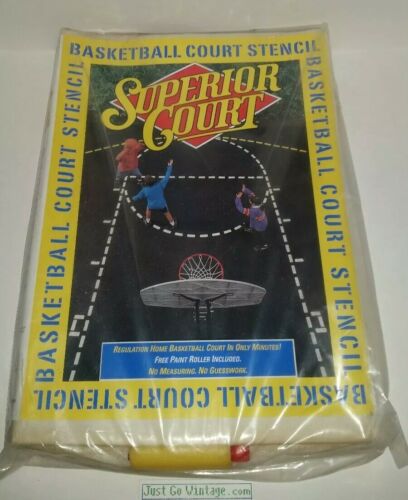 BASKETBALL COURT STENCIL
BASKETBALL COURT STENCIL
BASKETBALL COURT STENCIL
SUPERIOR
COURT
REGULATION HOME BASKETBALL COURT IN ONLY MINUTES!
FREE PAINT ROLLER INCLUDED.
NO MEASURING. NO GUESSWORK.
BASKETBALL COURT STENCIL
Just Go Vintage.com